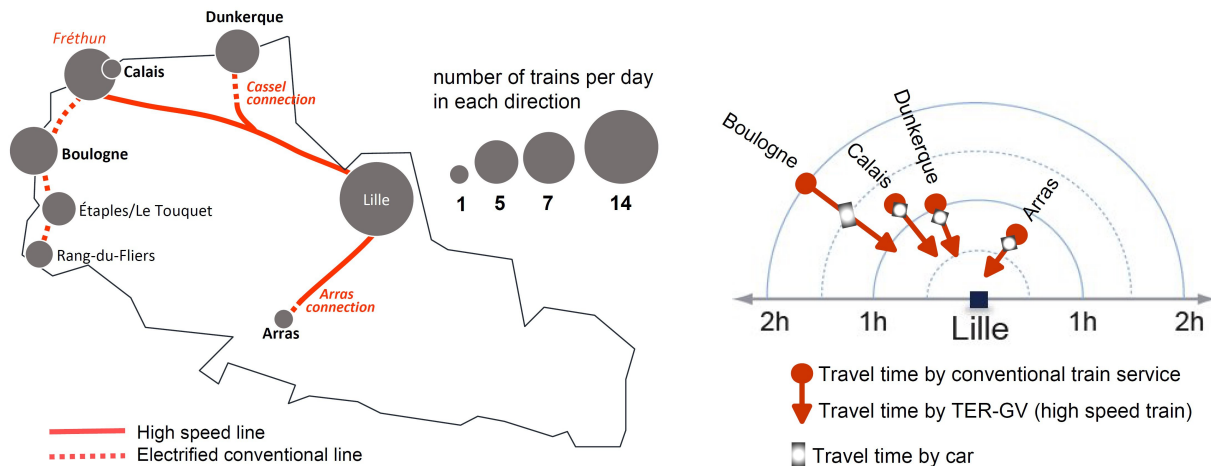 Dunkerque
Fréthun
Calais
Cassel
connection
number of trains per day
in each direction
Boulogne
Lille
1 5 7 14
Étaples/Le Touquet
Rang-du-Fliers
Arras
connection
Arras
High speed line
Electrified conventional line
Boulogne
Calais
Dunkerque
Arras
2h 1h Lille 1h 2h
Travel time by conventional train service
Travel time by TER-GV (high speed train)
Travel time by car